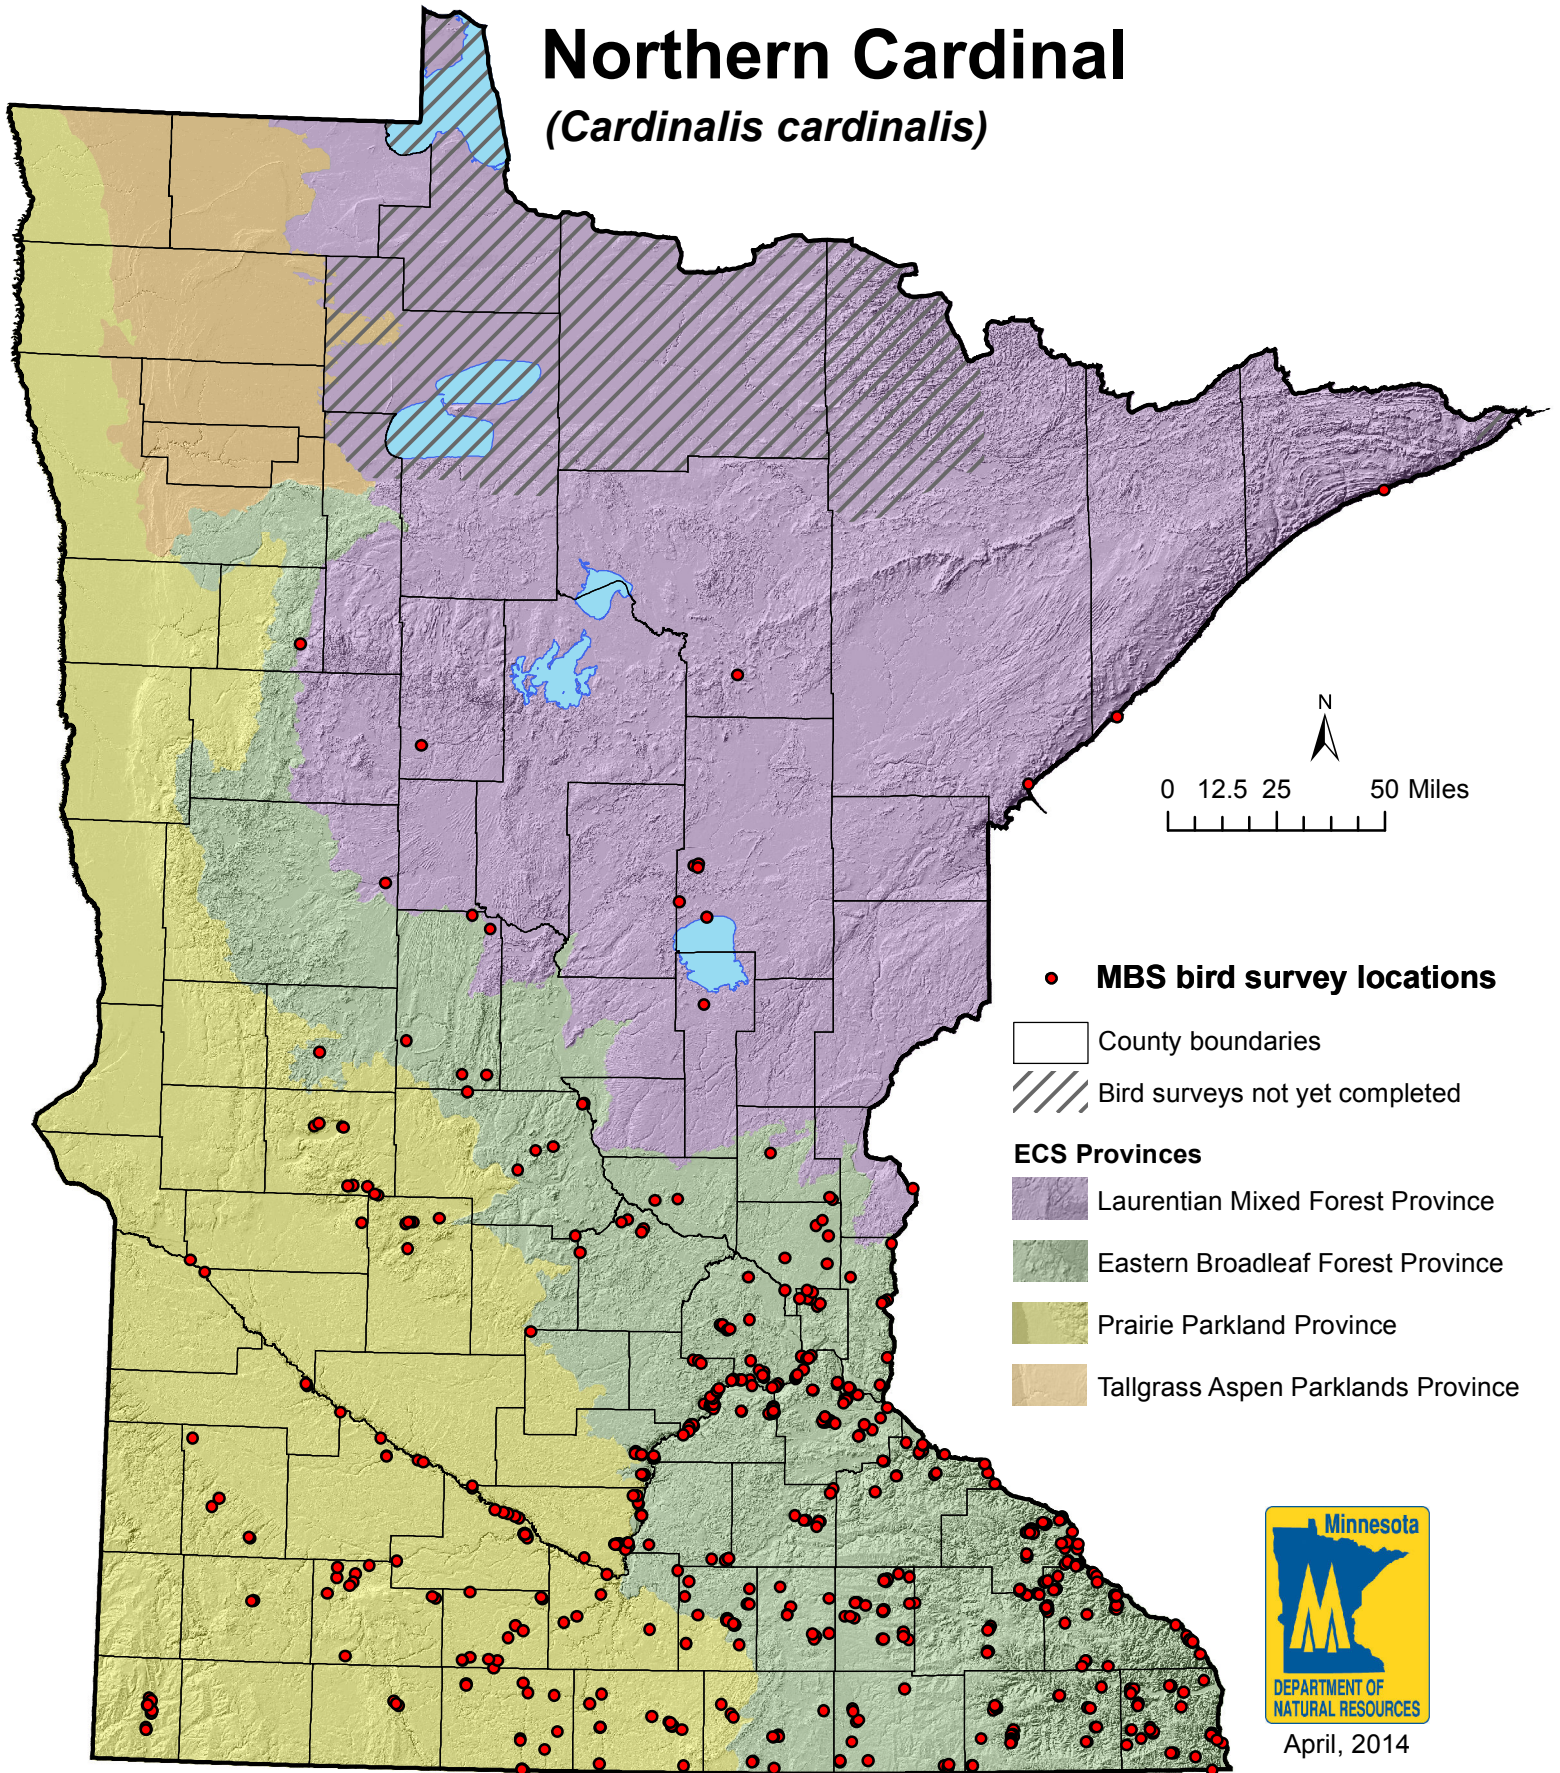 Northern Cardinal
(Cardinalis cardinalis)
N
0 12.5 25 50 Miles
MBS bird survey locations
County boundaries
Bird surveys not yet completed
ECS Provinces
Laurentian Mixed Forest Province
Eastern Broadleaf Forest Province
Prairie Parkland Province
Tallgrass Aspen Parklands Province
Minnesota
DEPARTMENT OF
NATURAL RESOURCES
April, 2014